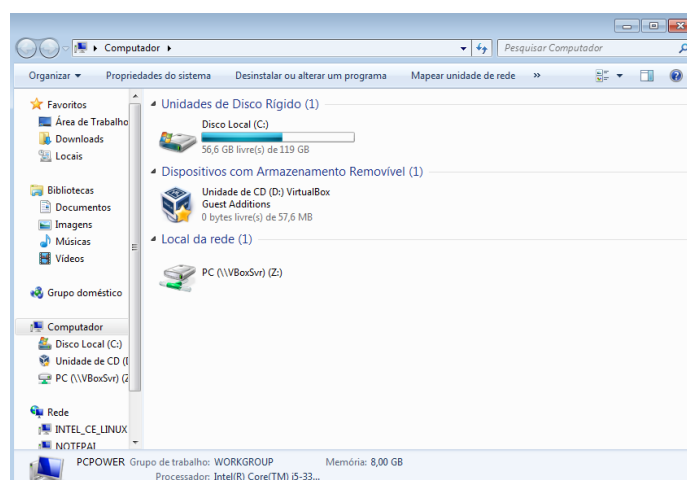 Computador
Pesquisar Computador
Organizar
Propriedades do sistema
Desinstalar ou alterar um programa
Mapear unidade de rede
»
Favoritos
Área de Trabalho
Downloads
Locais
Bibliotecas
Documentos
Imagens
Músicas
Vídeos
Grupo doméstico
Computador
Disco Local (C:)
Unidade de CD (D
PC (\\VBoxSvr) (Z
Rede
INTEL_CE_LINUX
NOTEPAI
Unidades de Disco Rígido (1)
Disco Local (C:)
56,6 GB livre(s) de 119 GB
Dispositivos com Armazenamento Removível (1)
Unidade de CD (D:) VirtualBox
Guest Additions
0 bytes livre(s) de 57,6 MB
Local da rede (1)
PC (\\VBoxSvr) (Z:)
PCPOWER Grupo de trabalho: WORKGROUP Memória: 8,00 GB
Processador: Intel(R) Core(TM) i5-33...